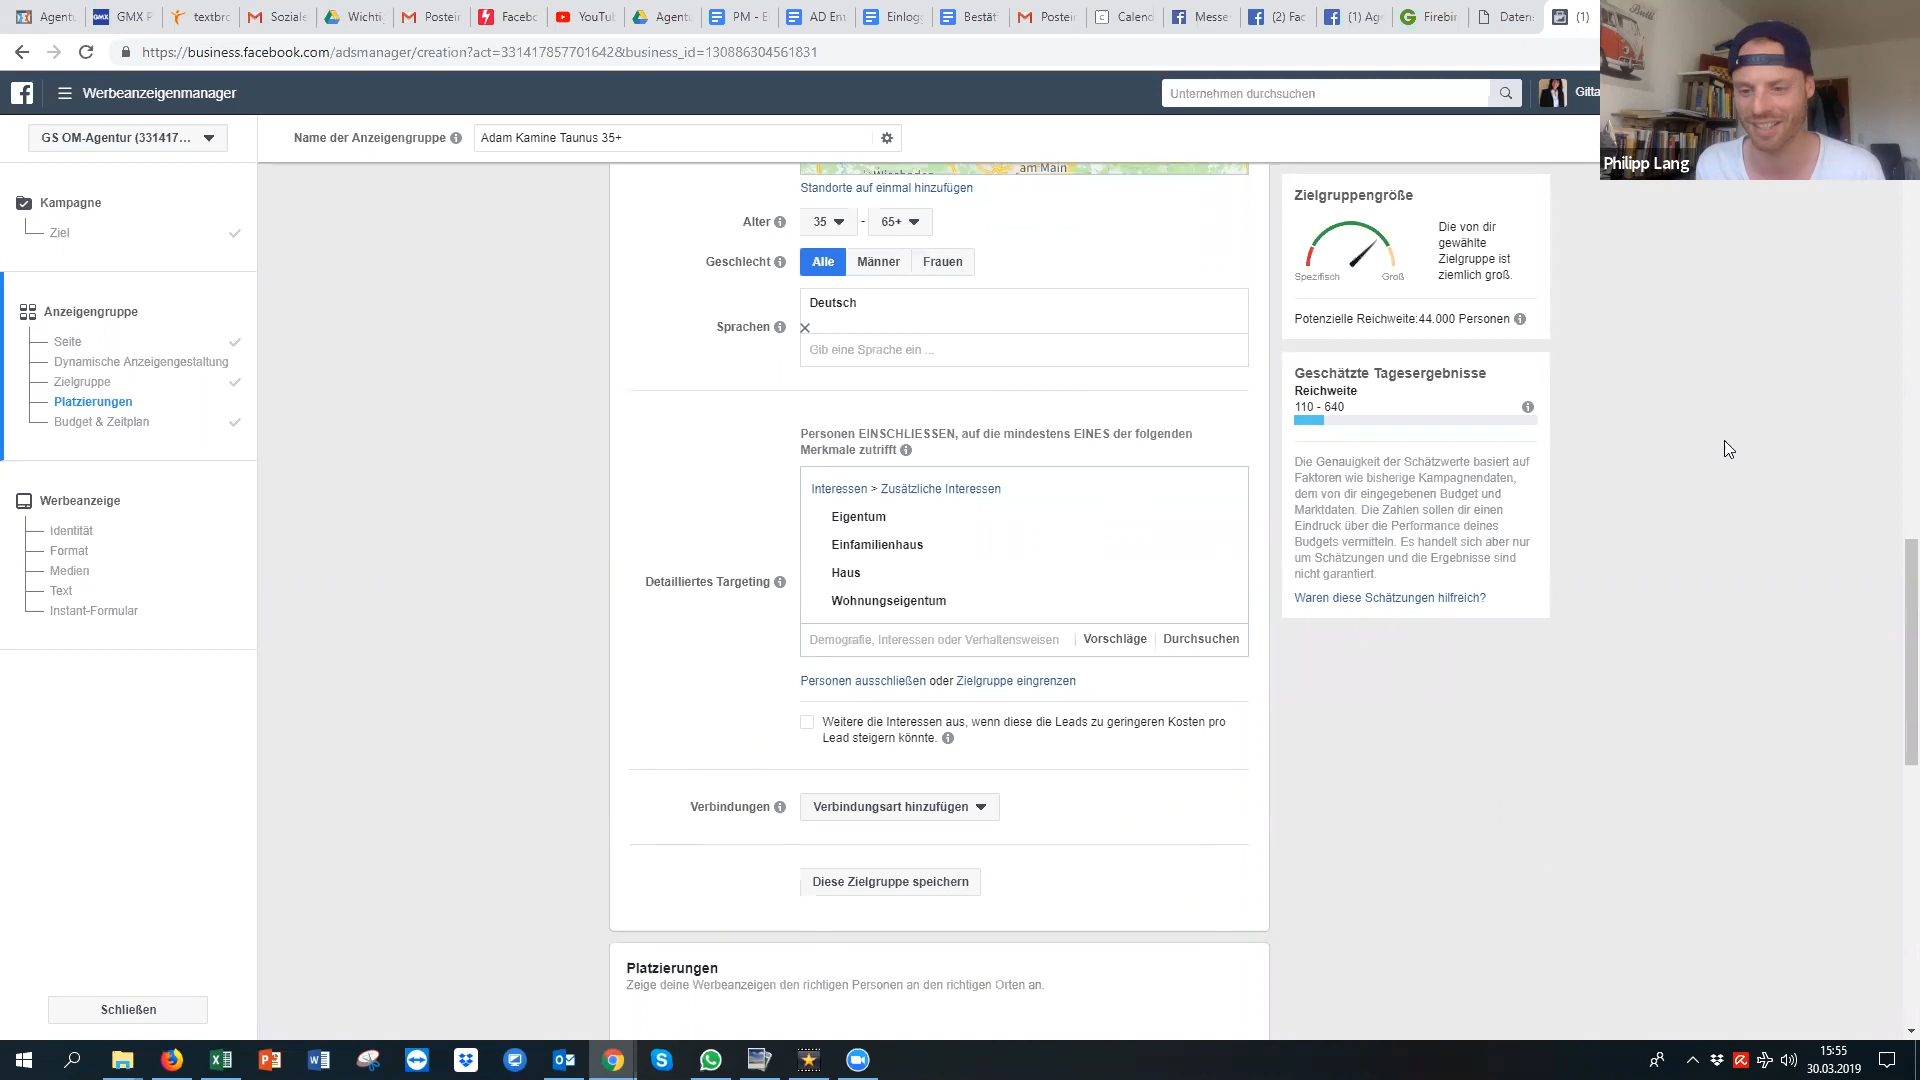 Agent
GMX P
textbro
Soziale
Wichti
Postein
Facebo
YouTu
Agentu
PM - E
AD Ent
Einlog
Bestät
Postein
Calend
Messe
(2) Fac
(1) Ag
Firebir
Daten
(1)
https://business.facebook.com/adsmanager/creation?act=331417857701642&business_id=130886304561831
Werbeanzeigenmanager
Unternehmen durchsuchen
Gitta
Philipp Lang
GS OM-Agentur (331417...
Name der Anzeigengruppe
Adam Kamine Taunus 35+
Kampagne
Ziel
Anzeigengruppe
Seite
Dynamische Anzeigengestaltung
Zielgruppe
Platzierungen
Budget & Zeitplan
Werbeanzeige
Identität
Format
Medien
Text
Instant-Formular
Schließen
Wiesbaden
am Main
Standorte auf einmal hinzufügen
Alter
35
-
65+
Geschlecht
Alle
Männer
Frauen
Sprachen
Deutsch
Gib eine Sprache ein ...
Personen EINSCHLIESSEN, auf die mindestens EINES der folgenden
Merkmale zutrifft
Detailliertes Targeting
Interessen > Zusätzliche Interessen
Eigentum
Einfamilienhaus
Haus
Wohnungseigentum
Demografie, Interessen oder Verhaltensweisen
Vorschläge
Durchsuchen
Personen ausschließen oder Zielgruppe eingrenzen
Weitere die Interessen aus, wenn diese die Leads zu geringeren Kosten pro
Lead steigern könnte.
Verbindungen
Verbindungsart hinzufügen
Diese Zielgruppe speichern
Platzierungen
Zeige deine Werbeanzeigen den richtigen Personen an den richtigen Orten an.
Zielgruppengröße
Spezifisch
Groß
Die von dir
gewählte
Zielgruppe ist
ziemlich groß.
Potenzielle Reichweite:44.000 Personen
Geschätzte Tagesergebnisse
Reichweite
110 - 640
Die Genauigkeit der Schätzwerte basiert auf
Faktoren wie bisherige Kampagnendaten,
dem von dir eingegebenen Budget und
Marktdaten. Die Zahlen sollen dir einen
Eindruck über die Performance deines
Budgets vermitteln. Es handelt sich aber nur
um Schätzungen und die Ergebnisse sind
nicht garantiert.
Waren diese Schätzungen hilfreich?
15:55
30.03.2019